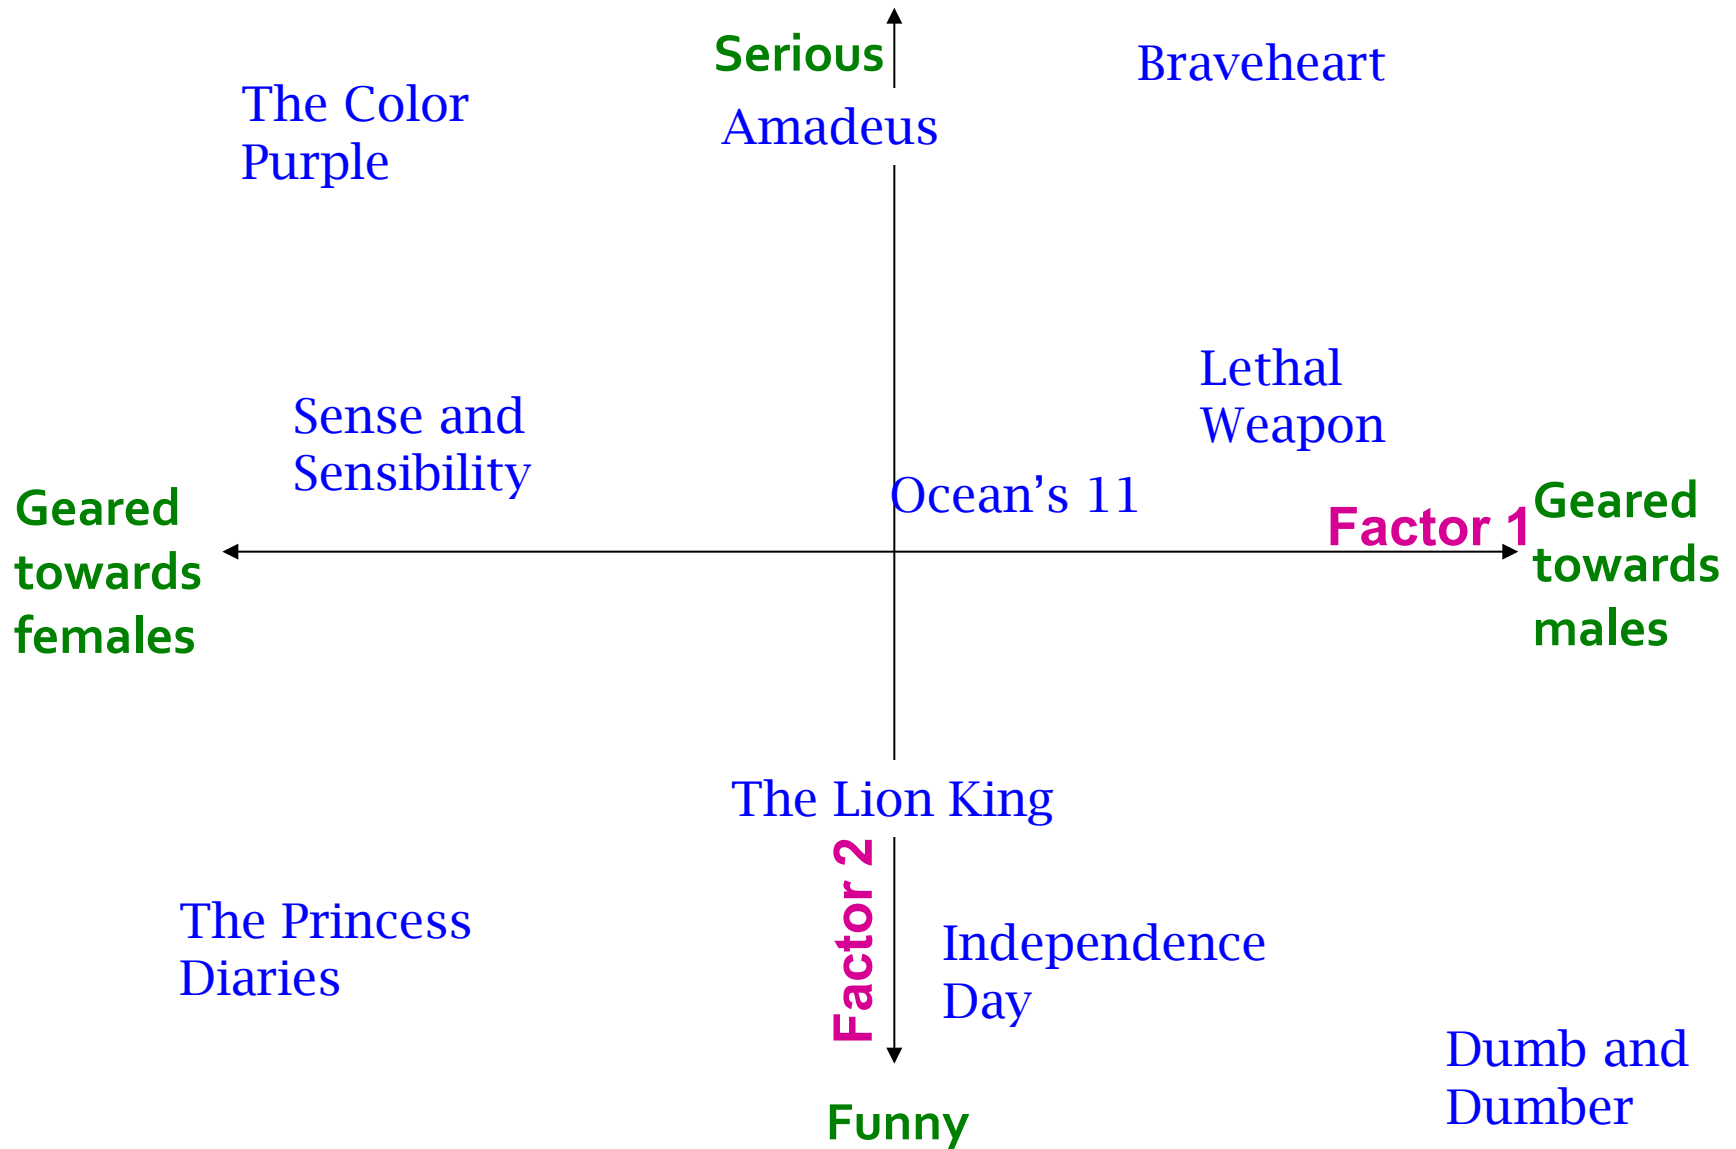 Serious
Braveheart
The Color
Purple
Amadeus
Lethal
Weapon
Sense and
Sensibility
Ocean’s 11
Geared
towards
females
Factor 1
Geared
towards
males
The Lion King
Factor 2
The Princess
Diaries
Independence
Day
Dumb and
Dumber
Funny